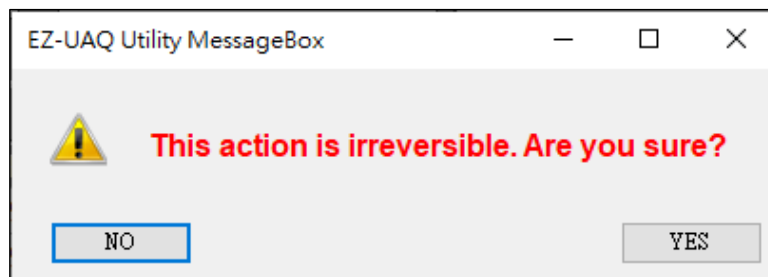 EZ-UAQ Utility MessageBox
This action is irreversible. Are you sure?
NO YES